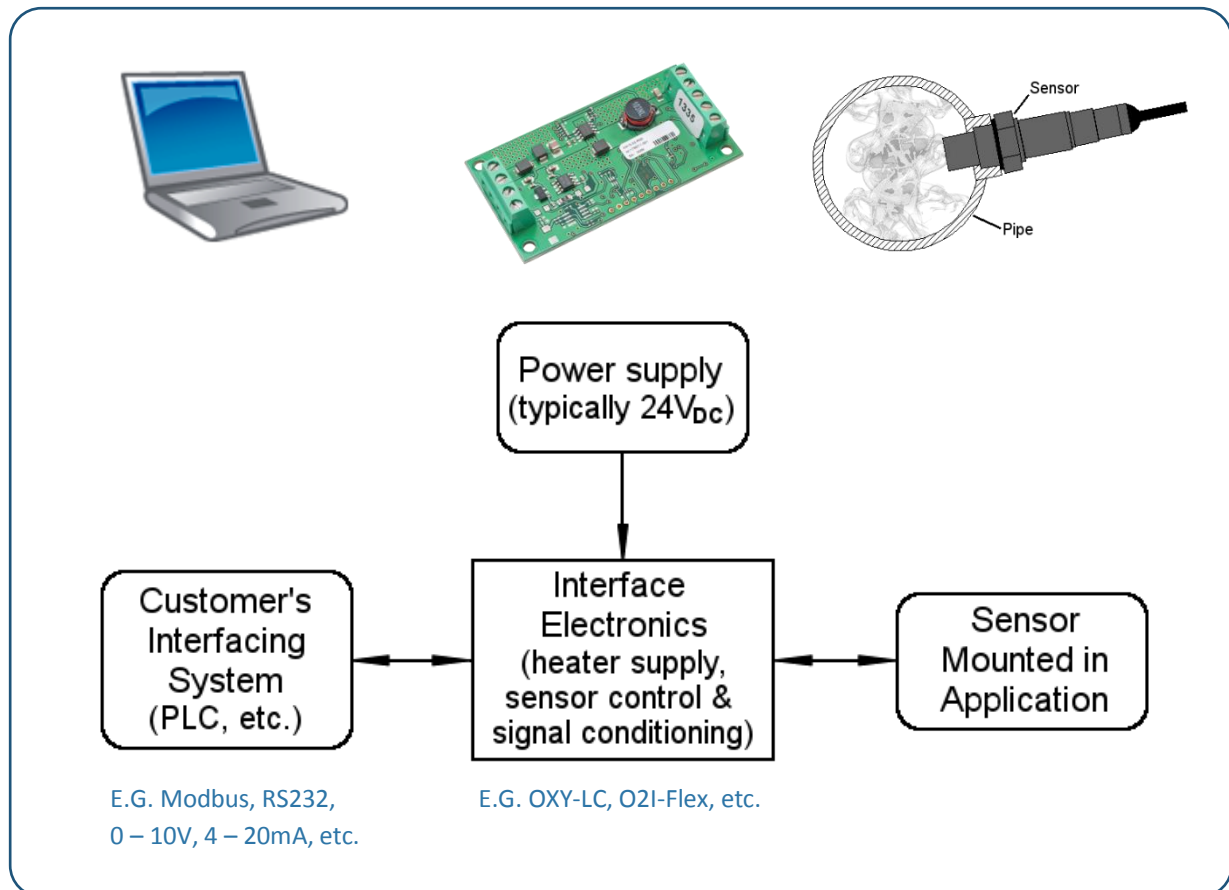 1335
Sensor
Pipe
Power supply
(typically 24VDC)
Customer's
Interfacing
System
(PLC, etc.)
Interface
Electronics
(heater supply,
sensor control &
signal conditioning)
Sensor
Mounted in
Application
E.G. Modbus, RS232,
0 – 10V, 4 – 20mA, etc.
E.G. OXY-LC, O2I-Flex, etc.